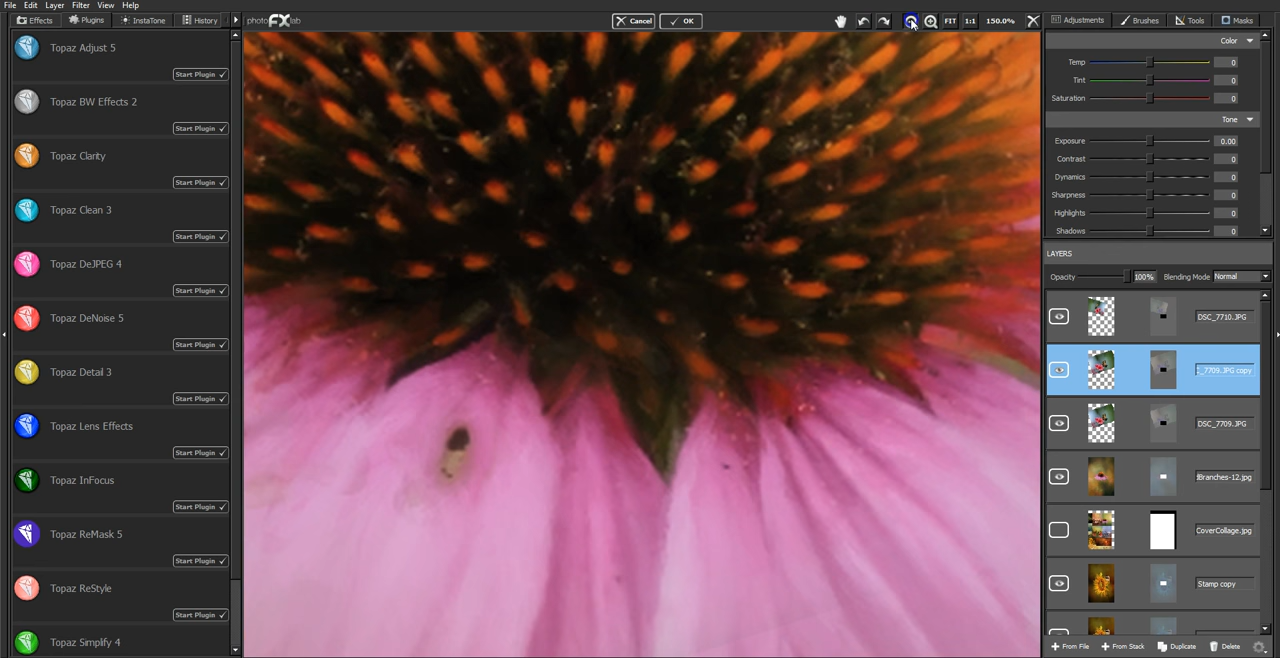 File Edit Layer Filter View Help
Effects Plugins InstaTone History
photo FX lab
Cancel OK
FIT 1:1 150.0%
Adjustments Brushes Tools Masks
Topaz Adjust 5
Start Plugin
Topaz BW Effects 2
Start Plugin
Topaz Clarity
Start Plugin
Topaz Clean 3
Start Plugin
Topaz DeJPEG 4
Start Plugin
Topaz DeNoise 5
Start Plugin
Topaz Detail 3
Start Plugin
Topaz Lens Effects
Start Plugin
Topaz InFocus
Start Plugin
Topaz ReMask 5
Start Plugin
Topaz ReStyle
Start Plugin
Topaz Simplify 4
Color
Temp 0
Tint 0
Saturation 0
Tone
Exposure 0.00
Contrast 0
Dynamics 0
Sharpness 0
Highlights 0
Shadows 0
LAYERS
Opacity 100% Blending Mode Normal
DSC_7710.JPG
_7709.JPG copy
DSC_7709.JPG
Branches-12.jpg
CoverCollage.jpg
Stamp copy
From File From Stack Duplicate Delete